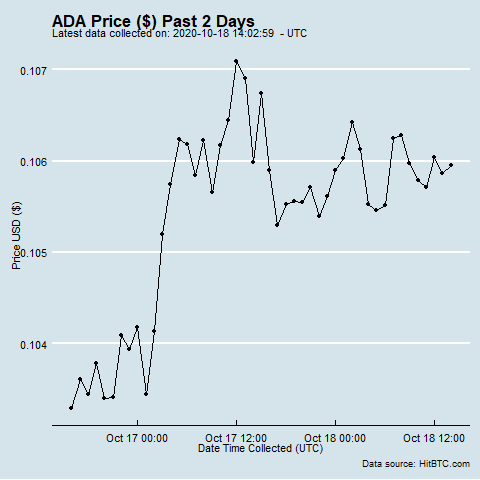 ADA Price ($) Past 2 Days
Latest data collected on: 2020-10-18 14:02:59 - UTC
0.107
0.106
0.105
0.104
Price USD ($)
Oct 17 00:00 Oct 17 12:00 Oct 18 00:00 Oct 18 12:00
Date Time Collected (UTC)
Data source: HitBTC.com